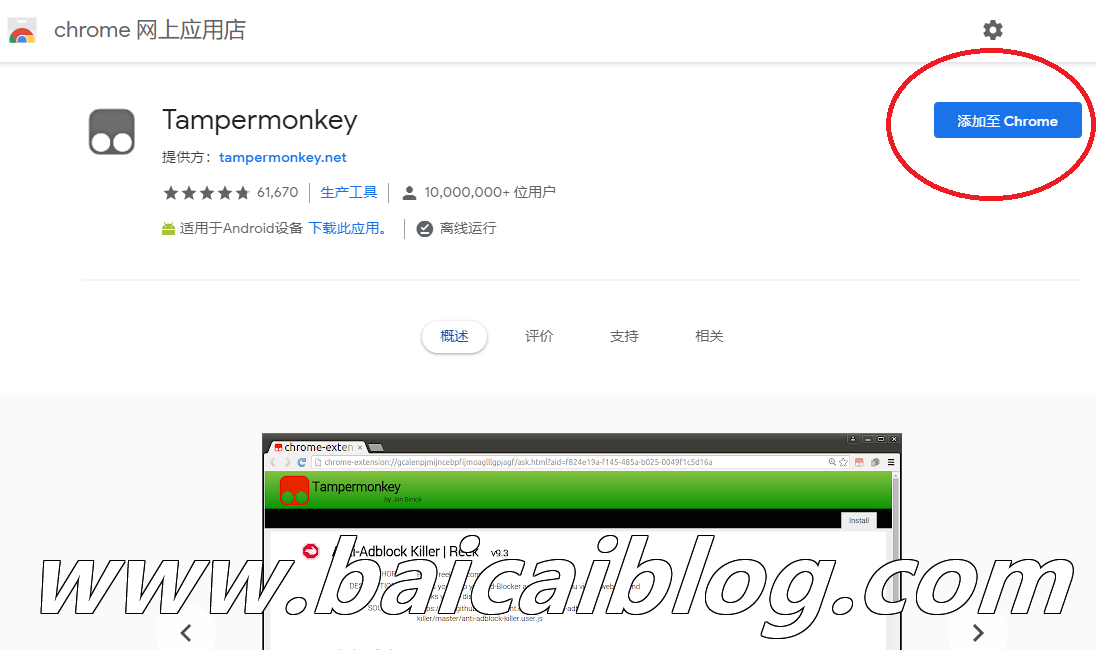 chrome 网上应用店
Tampermonkey
添加至 Chrome
提供方： tampermonkey.net
61,670 生产工具 10,000,000+ 位用户
适用于Android设备 下载此应用。 离线运行
概述 评价 支持 相关
chrome-exten
chrome-extension://gcalenpjmijncebpfijmoaglllgpjagf/ask.html?aid=f824e19a-f145-485a-b025-0049f1c5d16a
Tampermonkey
by Jan Biniok
Install
Anti-Adblock Killer | Reek v9.3
www.baicaiblog.com
killer/master/anti-adblock-killer.user.js